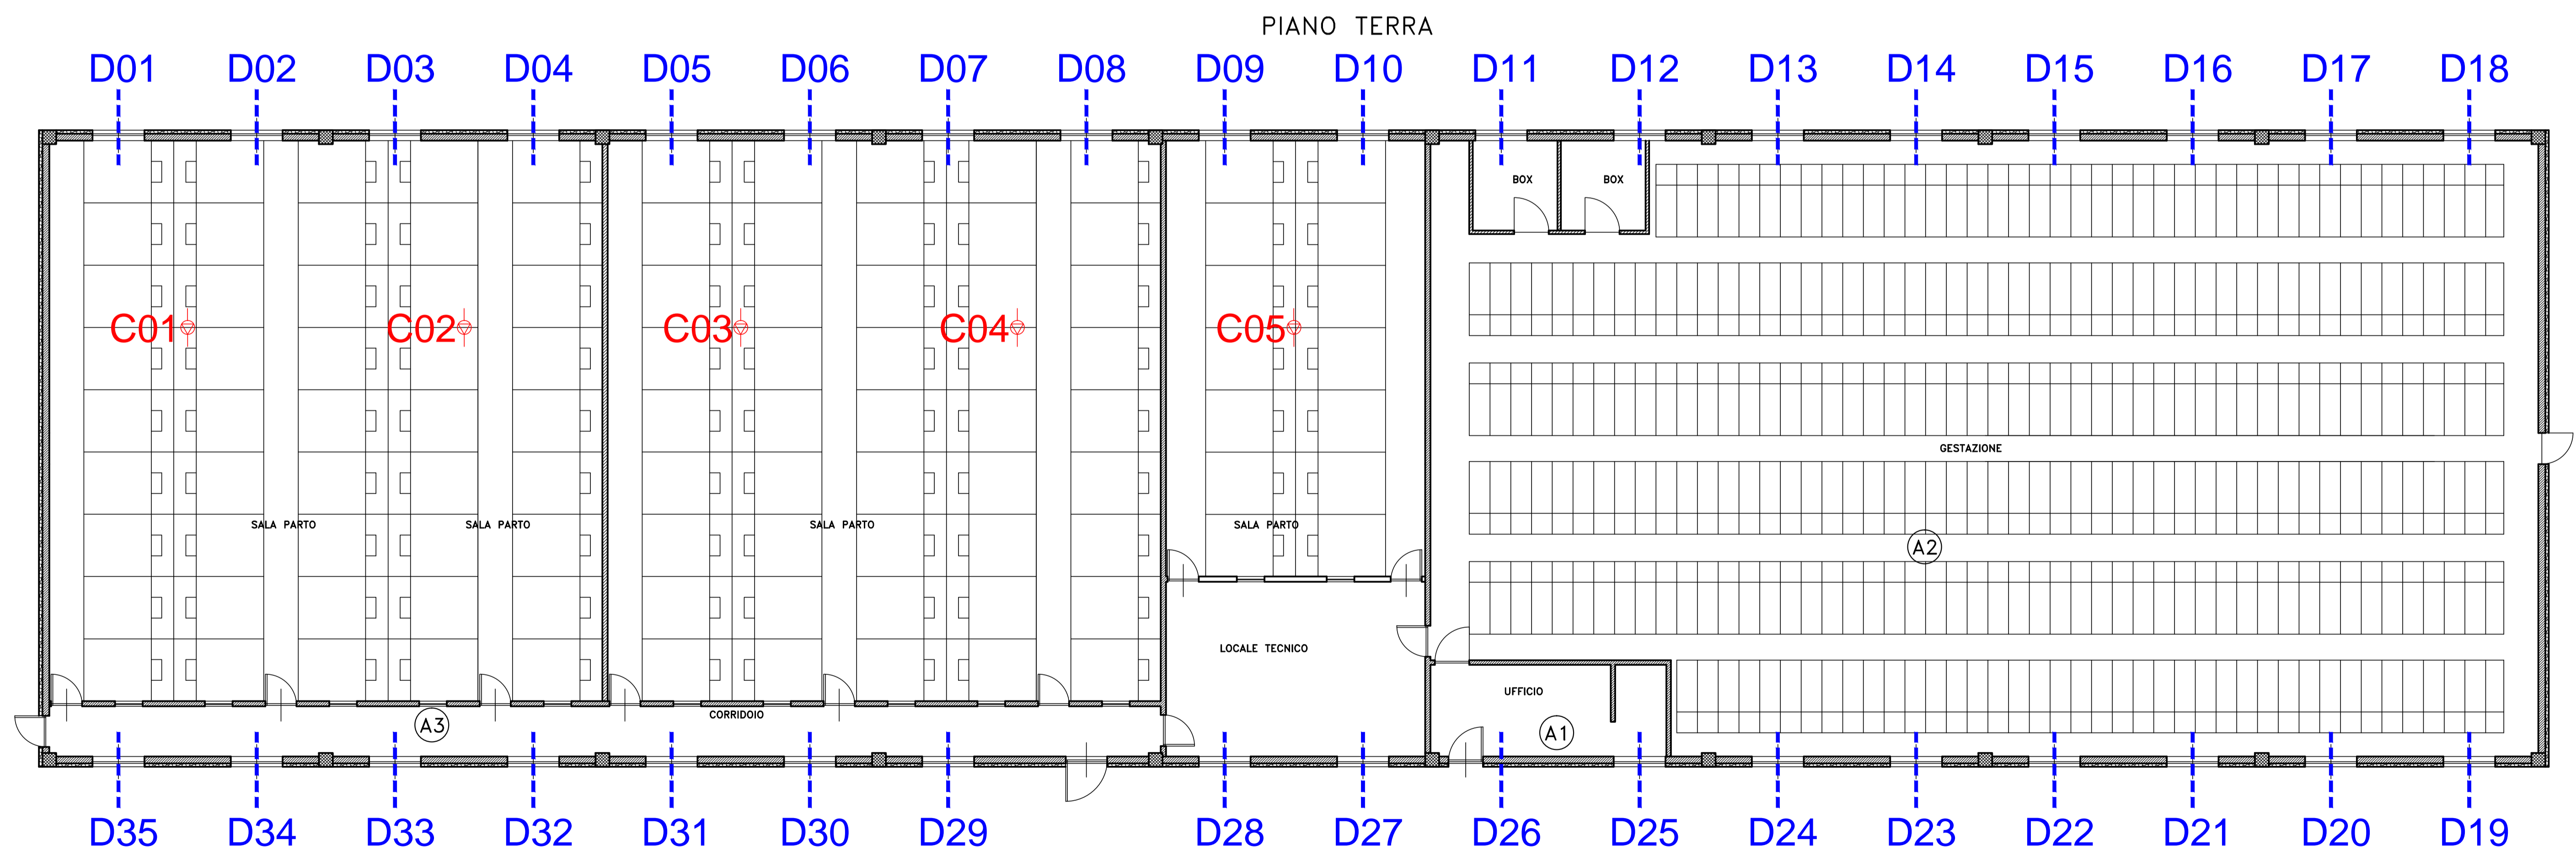 PIANO TERRA
D01 D02 D03 D04 D05 D06 D07 D08 D09 D10 D11 D12 D13 D14 D15 D16 D17 D18
BOX BOX
C01 C02 C03 C04 C05
GESTAZIONE
SALA PARTO SALA PARTO SALA PARTO SALA PARTO
A2
LOCALE TECNICO
UFFICIO
CORRIDOIO
A3
A1
D35 D34 D33 D32 D31 D30 D29 D28 D27 D26 D25 D24 D23 D22 D21 D20 D19